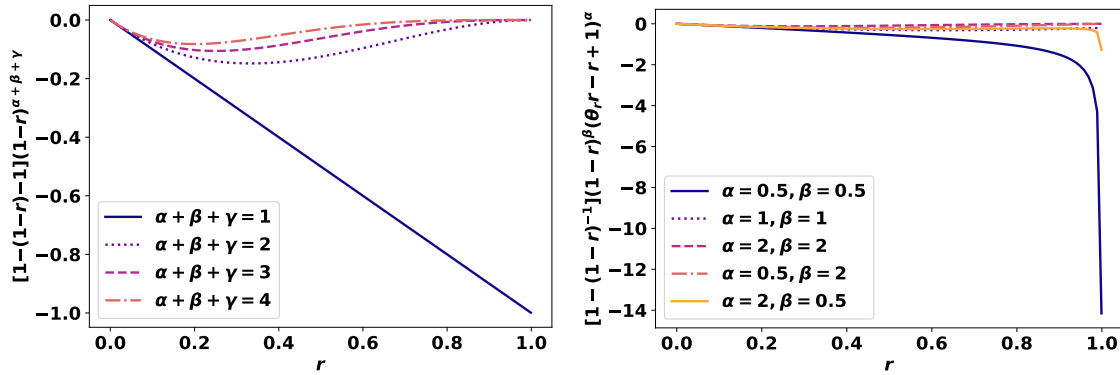 [1−(1−r)−1](1−r)^{α+β+γ}
0.0
−0.2
−0.4
−0.6
−0.8
−1.0
α + β + γ = 1
α + β + γ = 2
α + β + γ = 3
α + β + γ = 4
0.0 0.2 0.4 0.6 0.8 1.0
r
[1−(1−r)^{−1}](1−r)^β(θ_r r−r+1)^α
0
−2
−4
−6
−8
−10
−12
−14
α = 0.5, β = 0.5
α = 1, β = 1
α = 2, β = 2
α = 0.5, β = 2
α = 2, β = 0.5
0.0 0.2 0.4 0.6 0.8 1.0
r